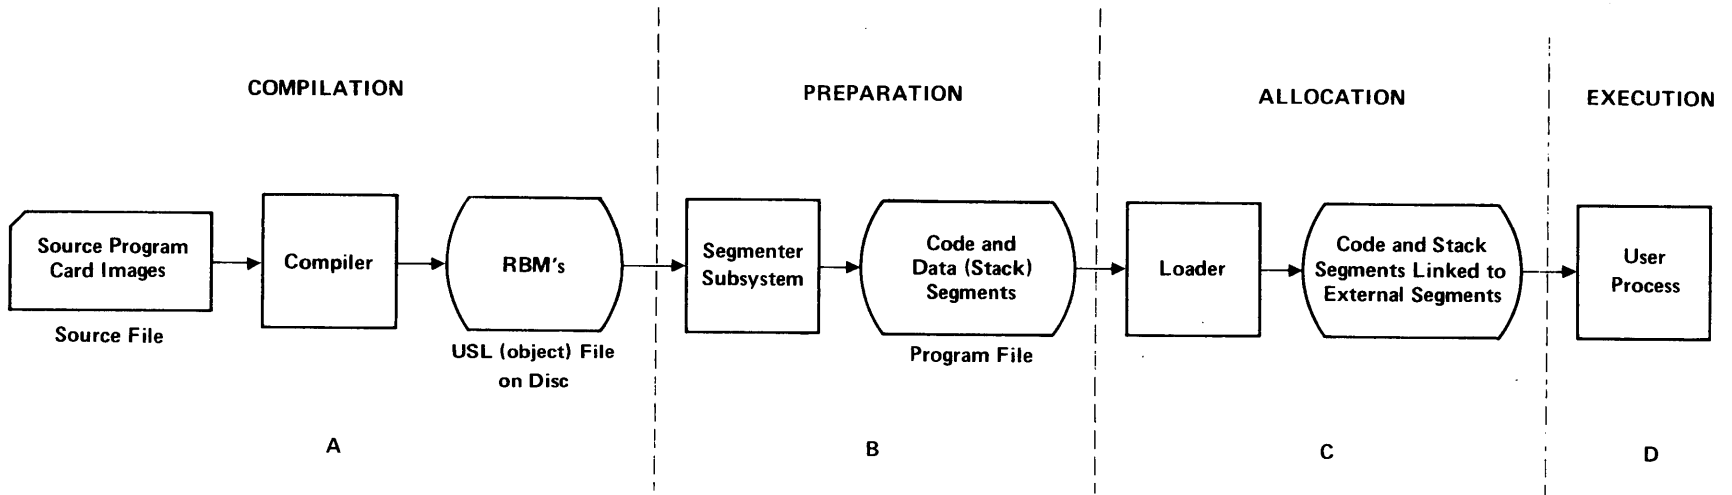 COMPILATION
PREPARATION
ALLOCATION
EXECUTION
Source Program
Card Images
Source File
Compiler
RBM's
USL (object) File
on Disc
Segmenter
Subsystem
Code and
Data (Stack)
Segments
Program File
Loader
Code and Stack
Segments Linked to
External Segments
User
Process
A
B
C
D